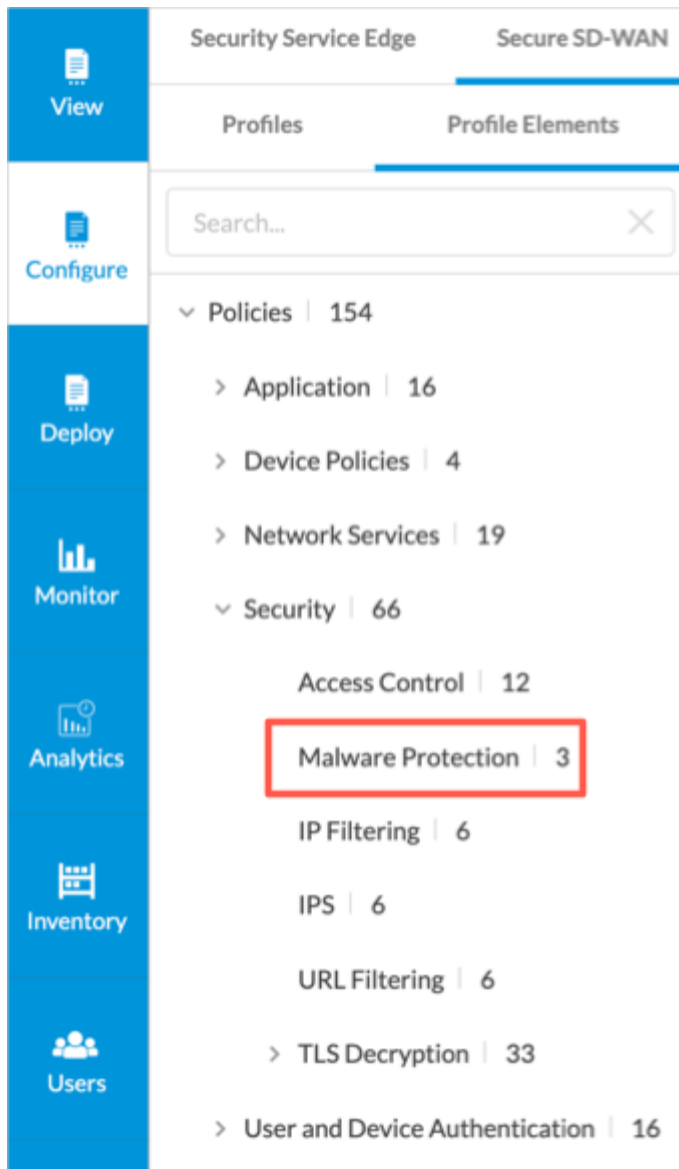 View
Configure
Deploy
Monitor
Analytics
Inventory
Users
Security Service Edge
Secure SD-WAN
Profiles
Profile Elements
Search...
Policies 154
Application 16
Device Policies 4
Network Services 19
Security 66
Access Control 12
Malware Protection 3
IP Filtering 6
IPS 6
URL Filtering 6
TLS Decryption 33
User and Device Authentication 16